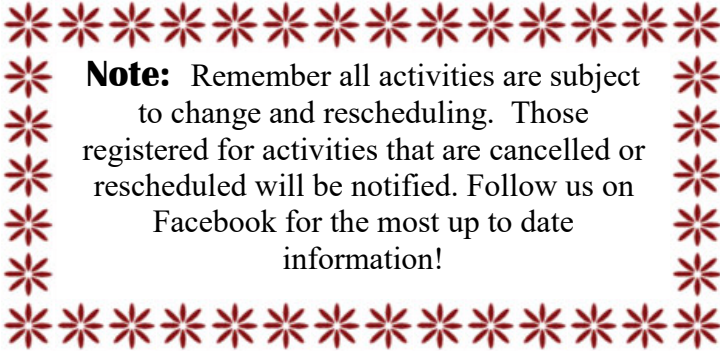 Note:  Remember all activities are subject
to change and rescheduling.  Those
registered for activities that are cancelled or
rescheduled will be notified. Follow us on
Facebook for the most up to date
information!